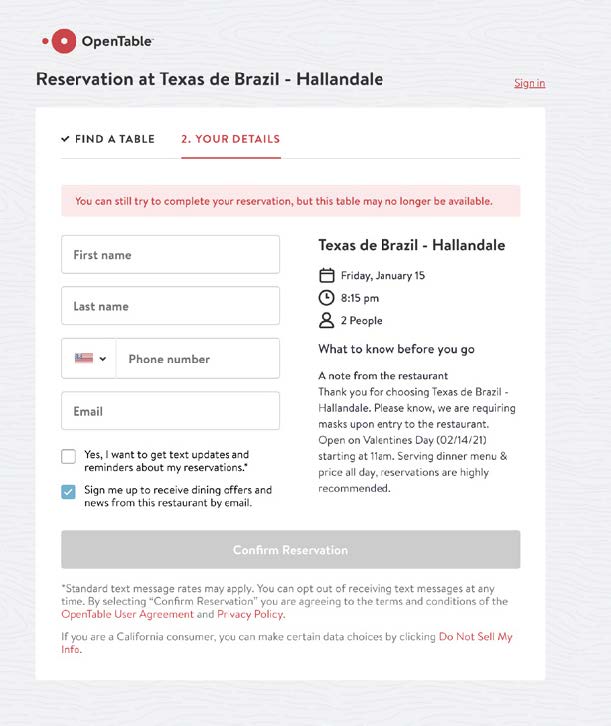 OpenTable
Reservation at Texas de Brazil - Hallandale
Sign in
FIND A TABLE
2. YOUR DETAILS
You can still try to complete your reservation, but this table may no longer be available.
First name
Last name
Phone number
Email
Yes, I want to get text updates and
reminders about my reservations.*
Sign me up to receive dining offers and
news from this restaurant by email.
Texas de Brazil - Hallandale
Friday, January 15
8:15 pm
2 People
What to know before you go
A note from the restaurant
Thank you for choosing Texas de Brazil -
Hallandale. Please know, we are requiring
masks upon entry to the restaurant.
Open on Valentines Day (02/14/21)
starting at 11am. Serving dinner menu &
price all day, reservations are highly
recommended.
Confirm Reservation
*Standard text message rates may apply. You can opt out of receiving text messages at any
time. By selecting “Confirm Reservation” you are agreeing to the terms and conditions of the
OpenTable User Agreement and Privacy Policy.
If you are a California consumer, you can make certain data choices by clicking Do Not Sell My
Info.